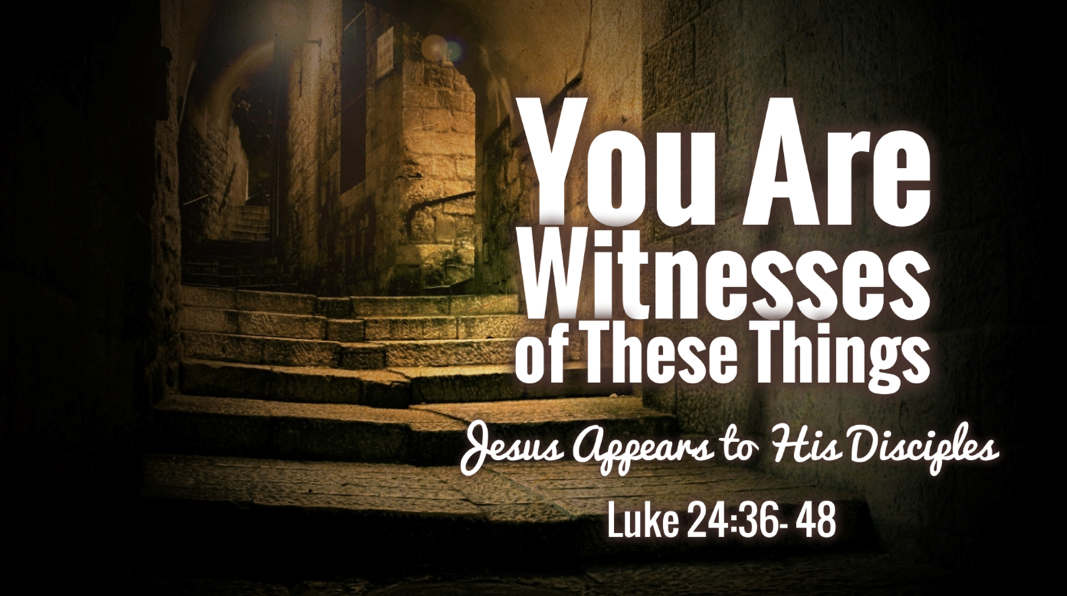 You Are
Witnesses
of These Things
Jesus Appears to His Disciples
Luke 24:36- 48